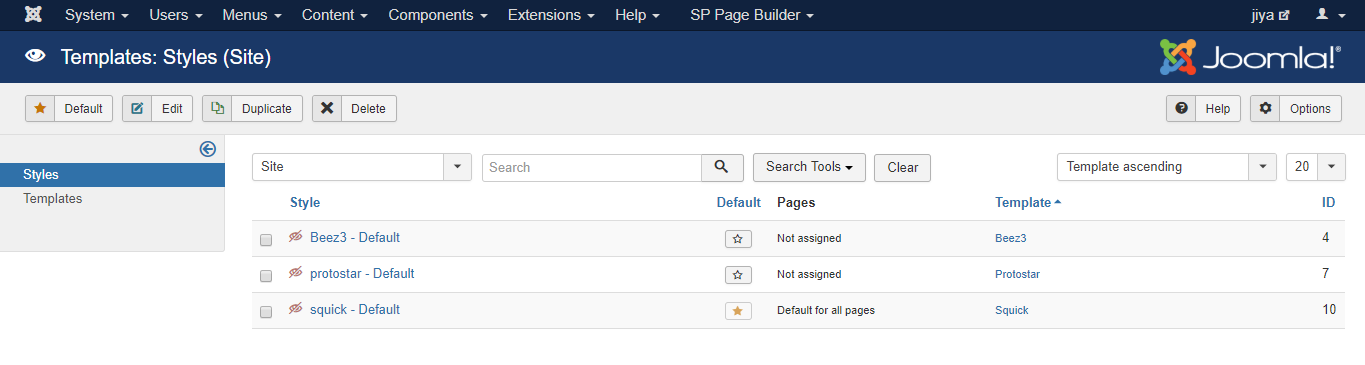 System Users Menus Content Components Extensions Help SP Page Builder jiya
Templates: Styles (Site) Joomla!®
Default Edit Duplicate Delete Help Options
Styles
Templates
Site Search Search Tools Clear Template ascending 20
Style Default Pages Template ID
Beez3 - Default Not assigned Beez3 4
protostar - Default Not assigned Protostar 7
squick - Default Default for all pages Squick 10